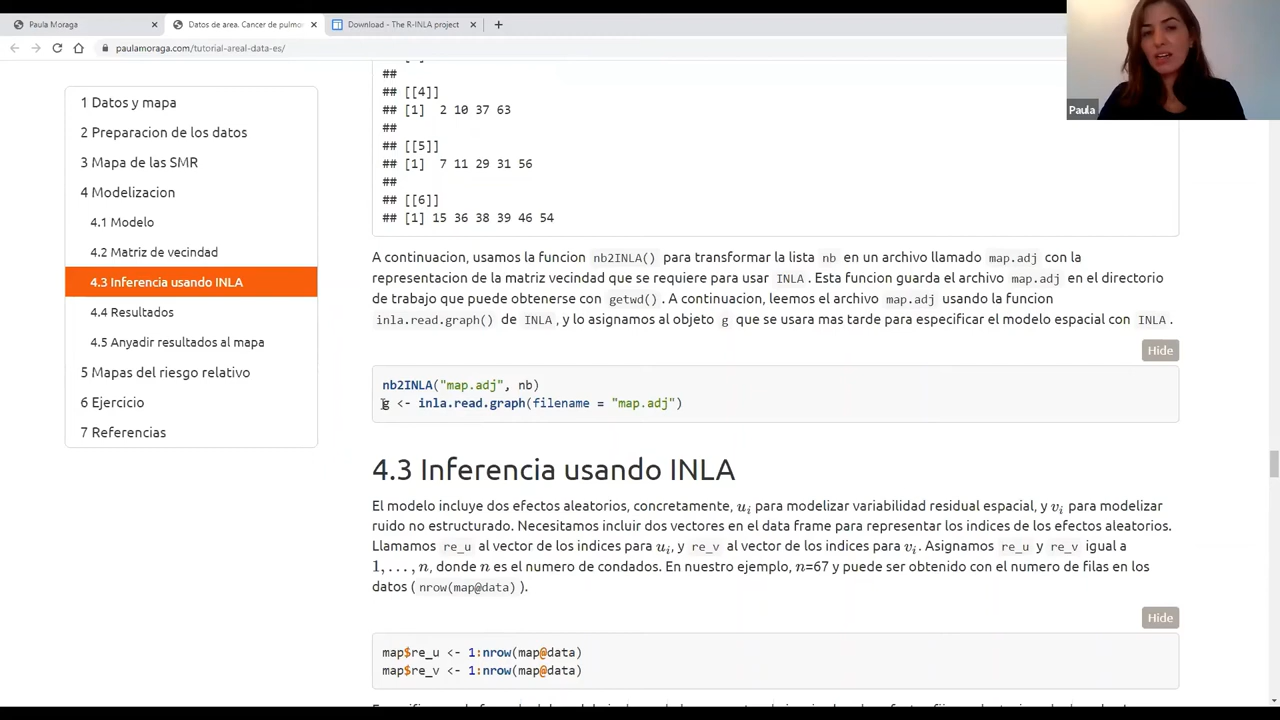 Paula Moraga
Datos de area. Cancer de pulmo
Download - The R-INLA project
paulamoraga.com/tutorial-areal-data-es/
Paula
1 Datos y mapa
2 Preparacion de los datos
3 Mapa de las SMR
4 Modelizacion
4.1 Modelo
4.2 Matriz de vecindad
4.3 Inferencia usando INLA
4.4 Resultados
4.5 Anyadir resultados al mapa
5 Mapas del riesgo relativo
6 Ejercicio
7 Referencias
##
## [[4]]
## [1]  2 10 37 63
##
## [[5]]
## [1]  7 11 29 31 56
##
## [[6]]
## [1] 15 36 38 39 46 54
A continuacion, usamos la funcion nb2INLA() para transformar la lista nb en un archivo llamado map.adj con la
representacion de la matriz vecindad que se requiere para usar INLA. Esta funcion guarda el archivo map.adj en el directorio
de trabajo que puede obtenerse con getwd(). A continuacion, leemos el archivo map.adj usando la funcion
inla.read.graph() de INLA, y lo asignamos al objeto g que se usara mas tarde para especificar el modelo espacial con INLA.
Hide
nb2INLA("map.adj", nb)
g <- inla.read.graph(filename = "map.adj")
4.3 Inferencia usando INLA
El modelo incluye dos efectos aleatorios, concretamente, u_i para modelizar variabilidad residual espacial, y v_i para modelizar
ruido no estructurado. Necesitamos incluir dos vectores en el data frame para representar los indices de los efectos aleatorios.
Llamamos re_u al vector de los indices para u_i, y re_v al vector de los indices para v_i. Asignamos re_u y re_v igual a
1, . . . , n, donde n es el numero de condados. En nuestro ejemplo, n=67 y puede ser obtenido con el numero de filas en los
datos ( nrow(map@data) ).
Hide
map$re_u <- 1:nrow(map@data)
map$re_v <- 1:nrow(map@data)